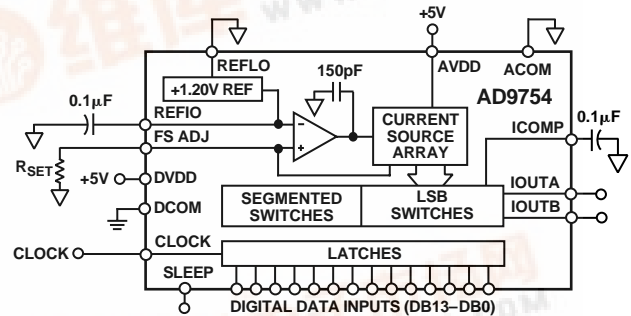 +5V
REFLO
150pF
AVDD
ACOM
+1.20V REF
AD9754
0.1μF
REFIO
CURRENT
SOURCE
ARRAY
ICOMP
0.1μF
FS ADJ
RSET
+5V
DVDD
IOUTA
SEGMENTED
SWITCHES
LSB
SWITCHES
DCOM
IOUTB
CLOCK
CLOCK
LATCHES
SLEEP
DIGITAL DATA INPUTS (DB13–DB0)